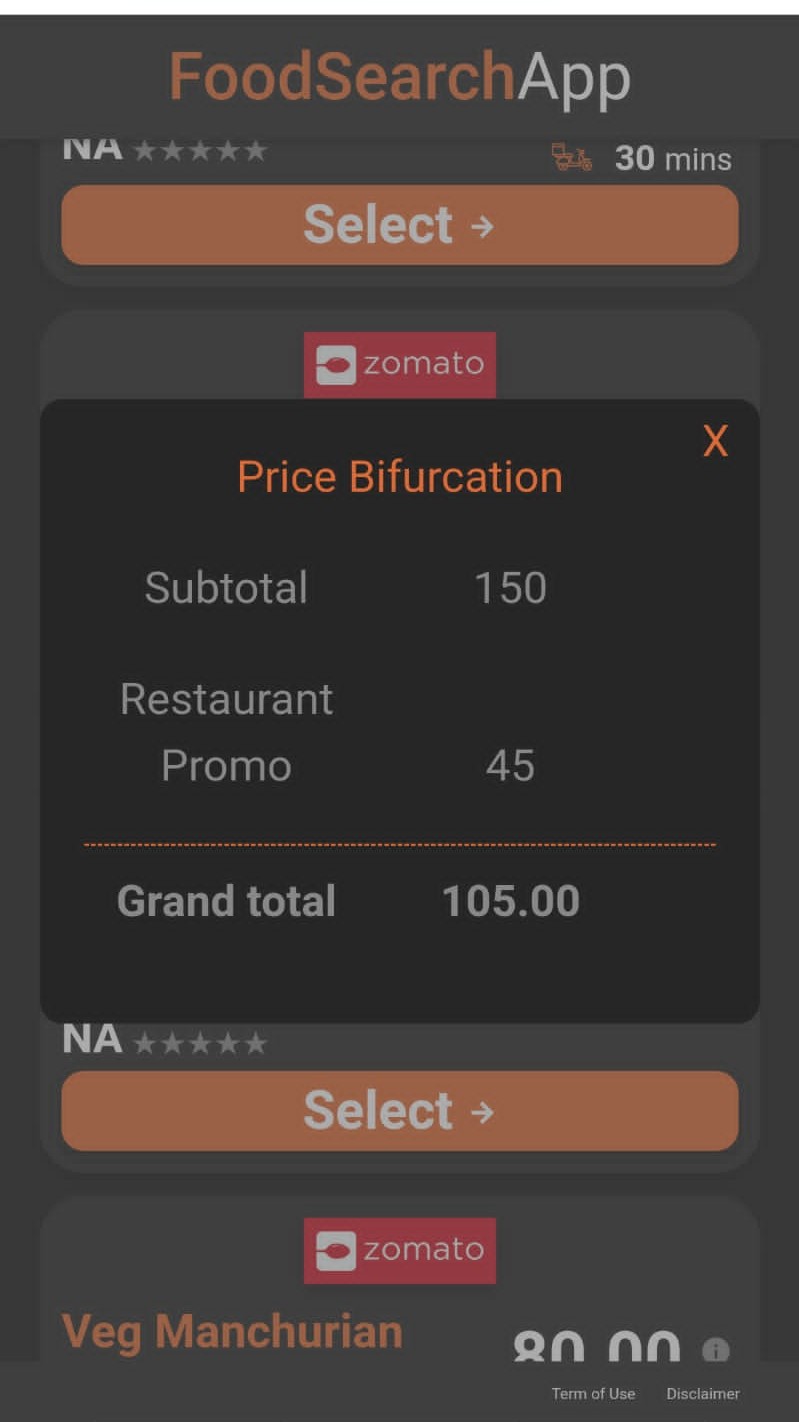 FoodSearchApp
NA
30 mins
Select →
zomato
X
Price Bifurcation
Subtotal 150
Restaurant
Promo 45
Grand total 105.00
NA
Select →
zomato
Veg Manchurian
80.00
Term of Use Disclaimer